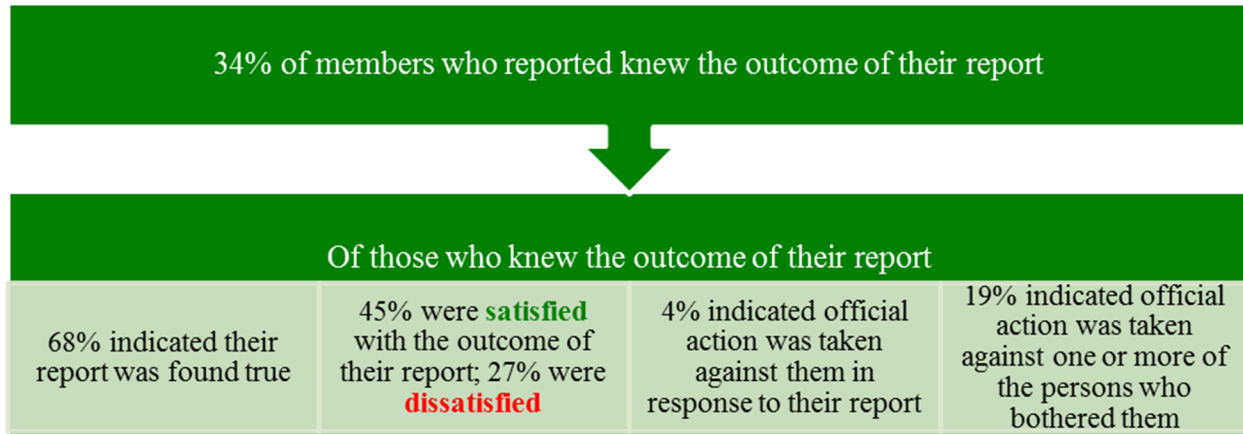 34% of members who reported knew the outcome of their report
Of those who knew the outcome of their report
68% indicated their
report was found true
45% were satisfied
with the outcome of
their report; 27% were
dissatisfied
4% indicated official
action was taken
against them in
response to their report
19% indicated official
action was taken
against one or more of
the persons who
bothered them